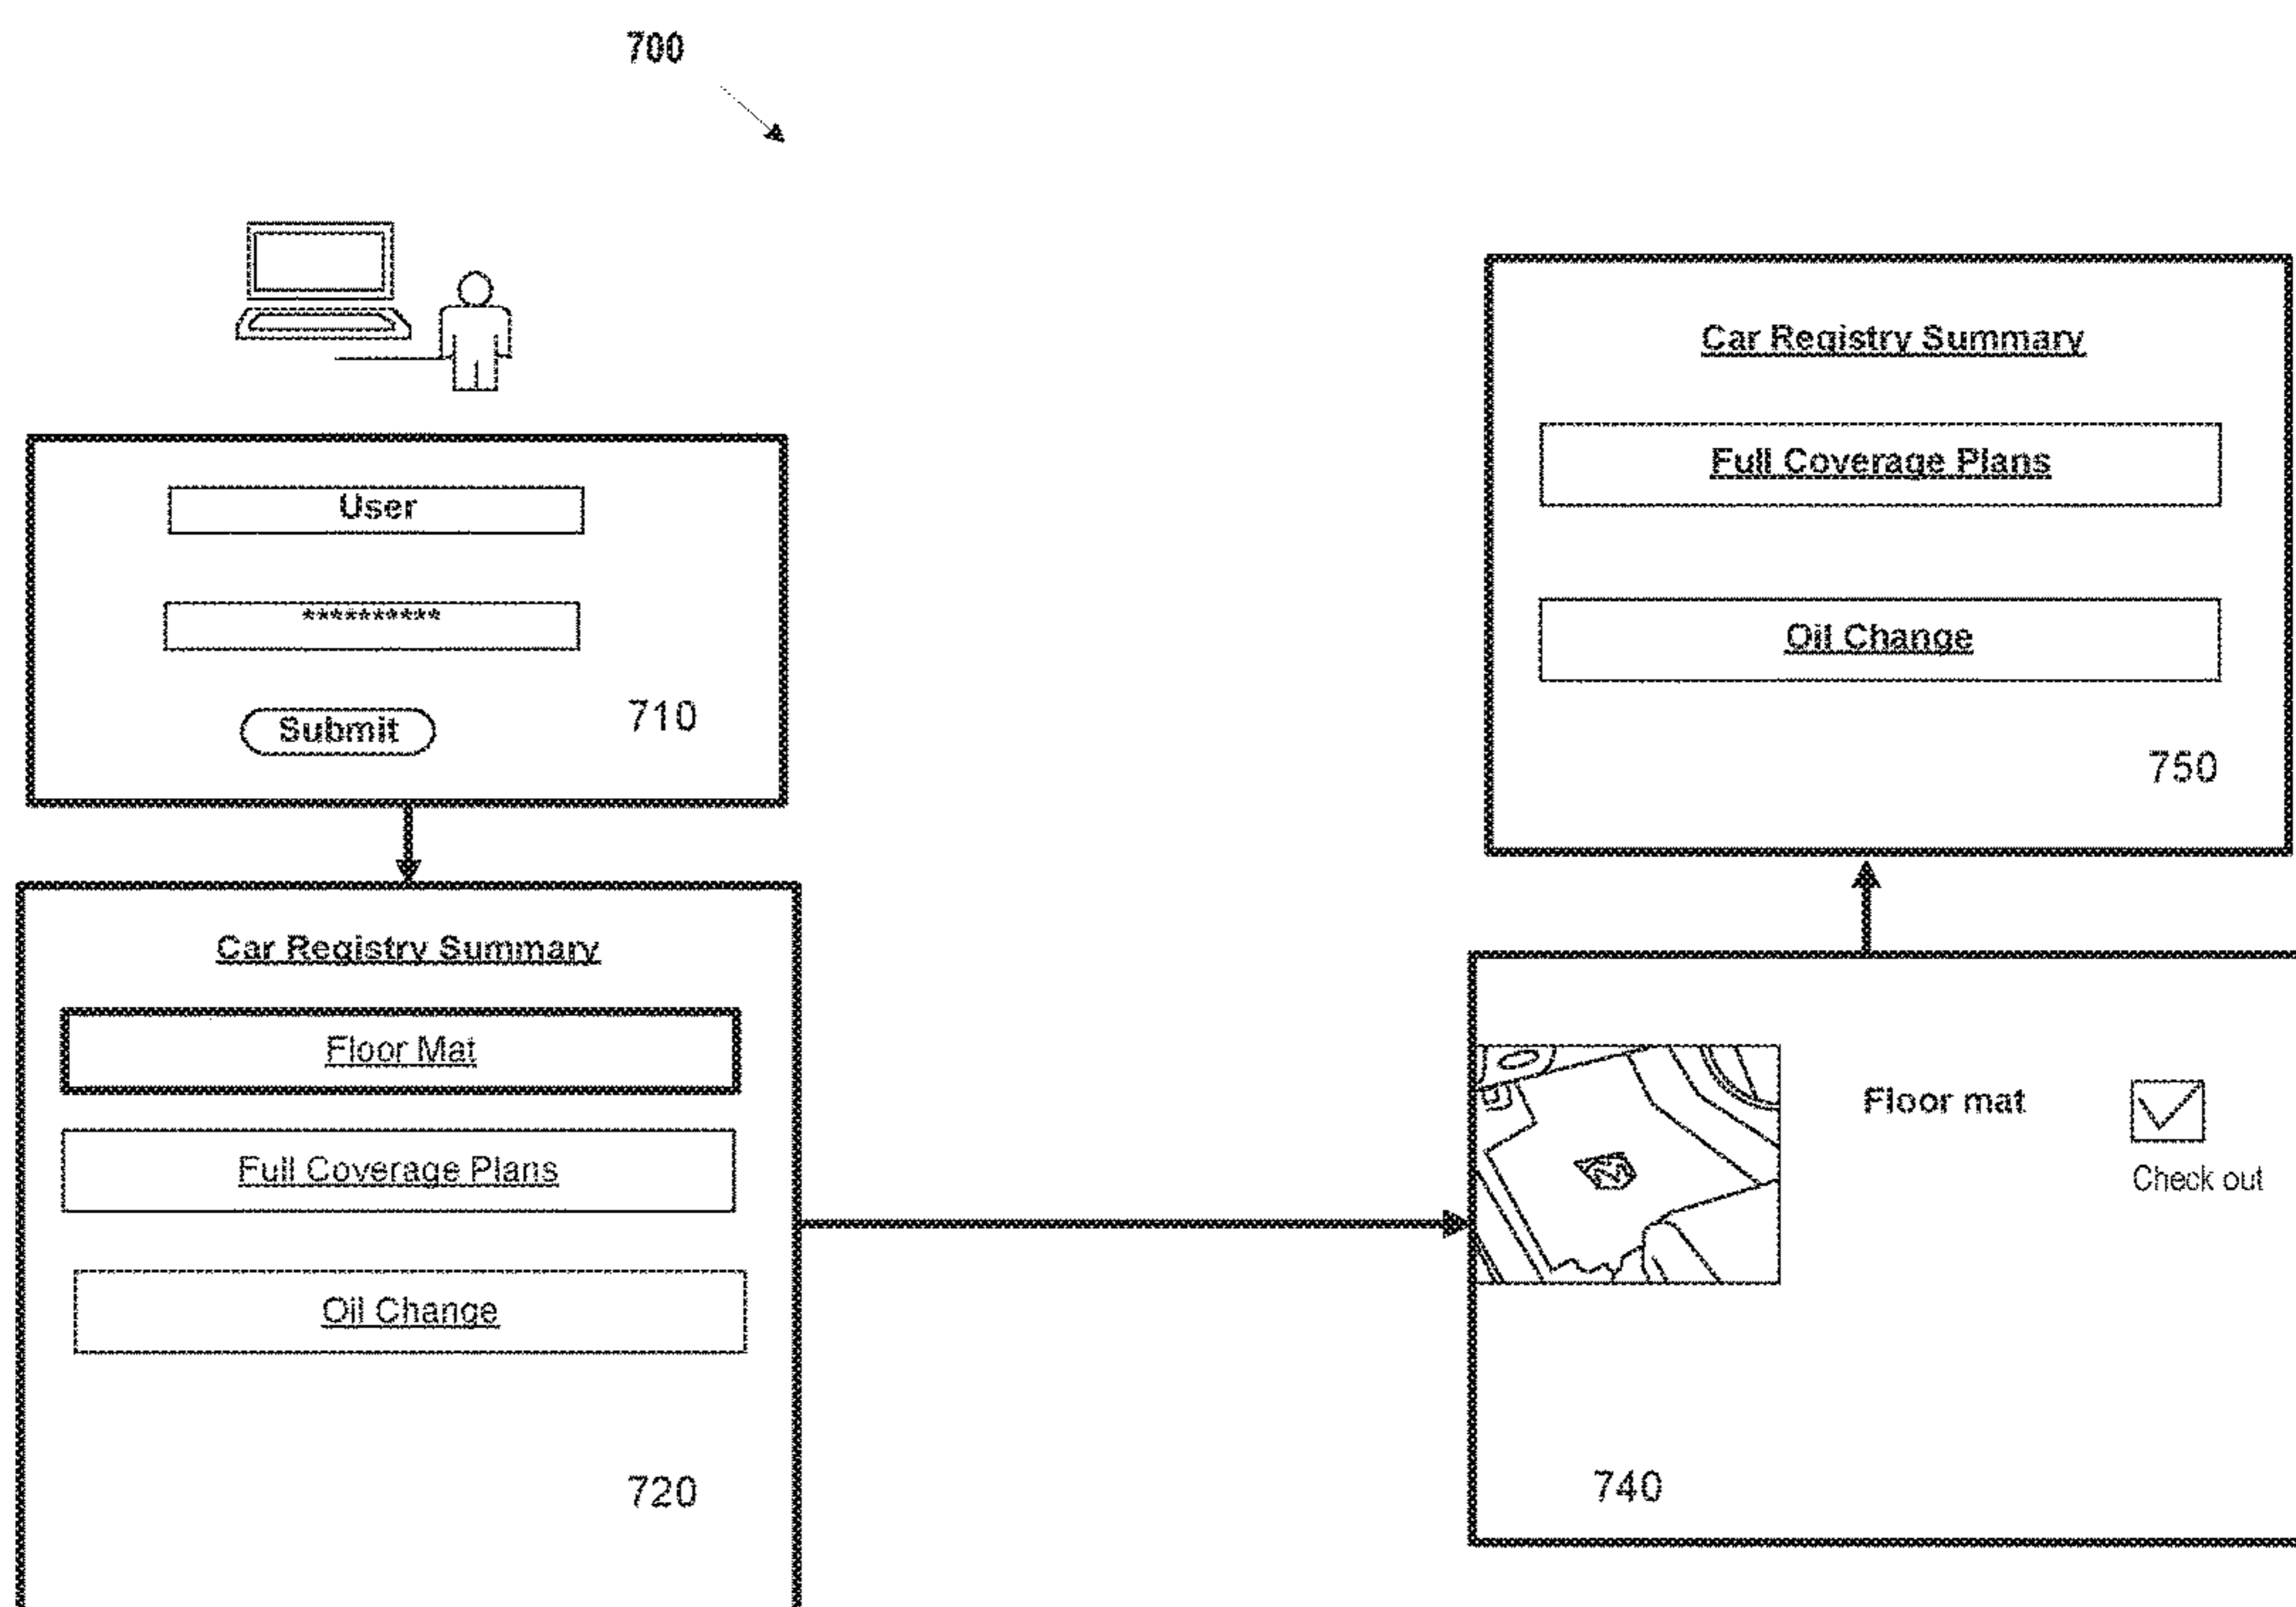 700
User
**********
Submit
710
Car Registry Summary
Floor Mat
Full Coverage Plans
Oil Change
720
Floor mat
Check out
740
Car Registry Summary
Full Coverage Plans
Oil Change
750